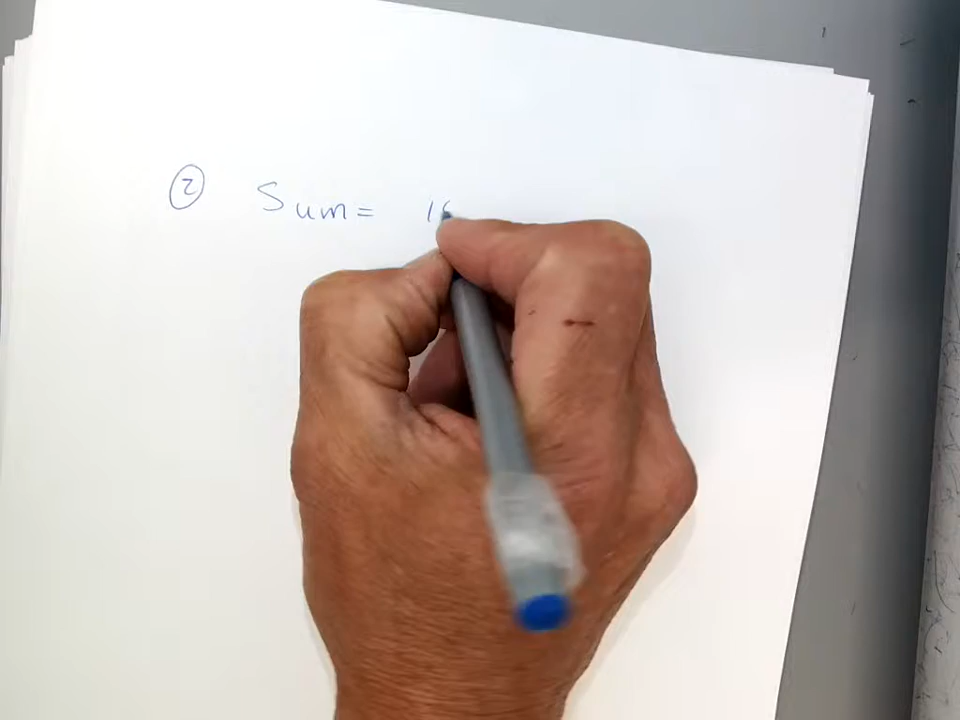 ② Sum = 1